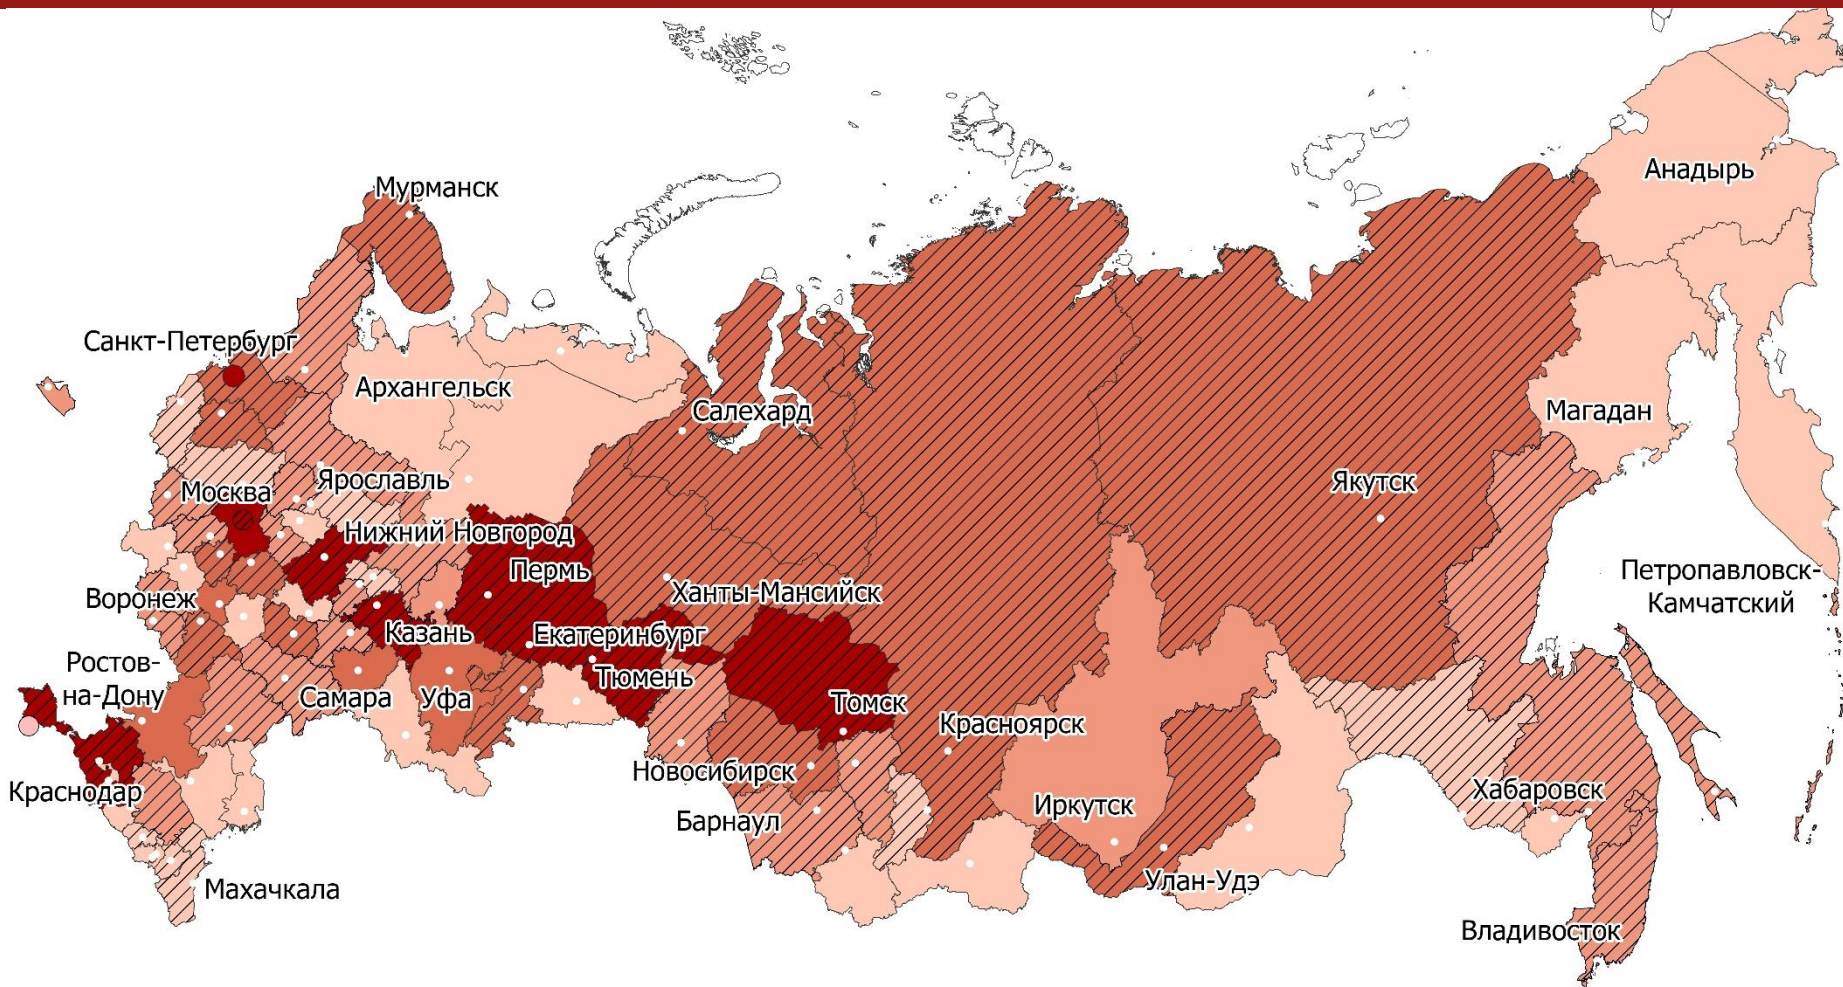 Мурманск
Анадырь
Санкт-Петербург
Архангельск
Салехард
Магадан
Ярославль
Москва
Якутск
Нижний Новгород
Пермь
Ханты-Мансийск
Петропавловск-
Камчатский
Воронеж
Казань
Екатеринбург
Ростов-
на-Дону
Самара
Уфа
Тюмень
Томск
Красноярск
Новосибирск
Краснодар
Барнаул
Иркутск
Хабаровск
Махачкала
Улан-Удэ
Владивосток